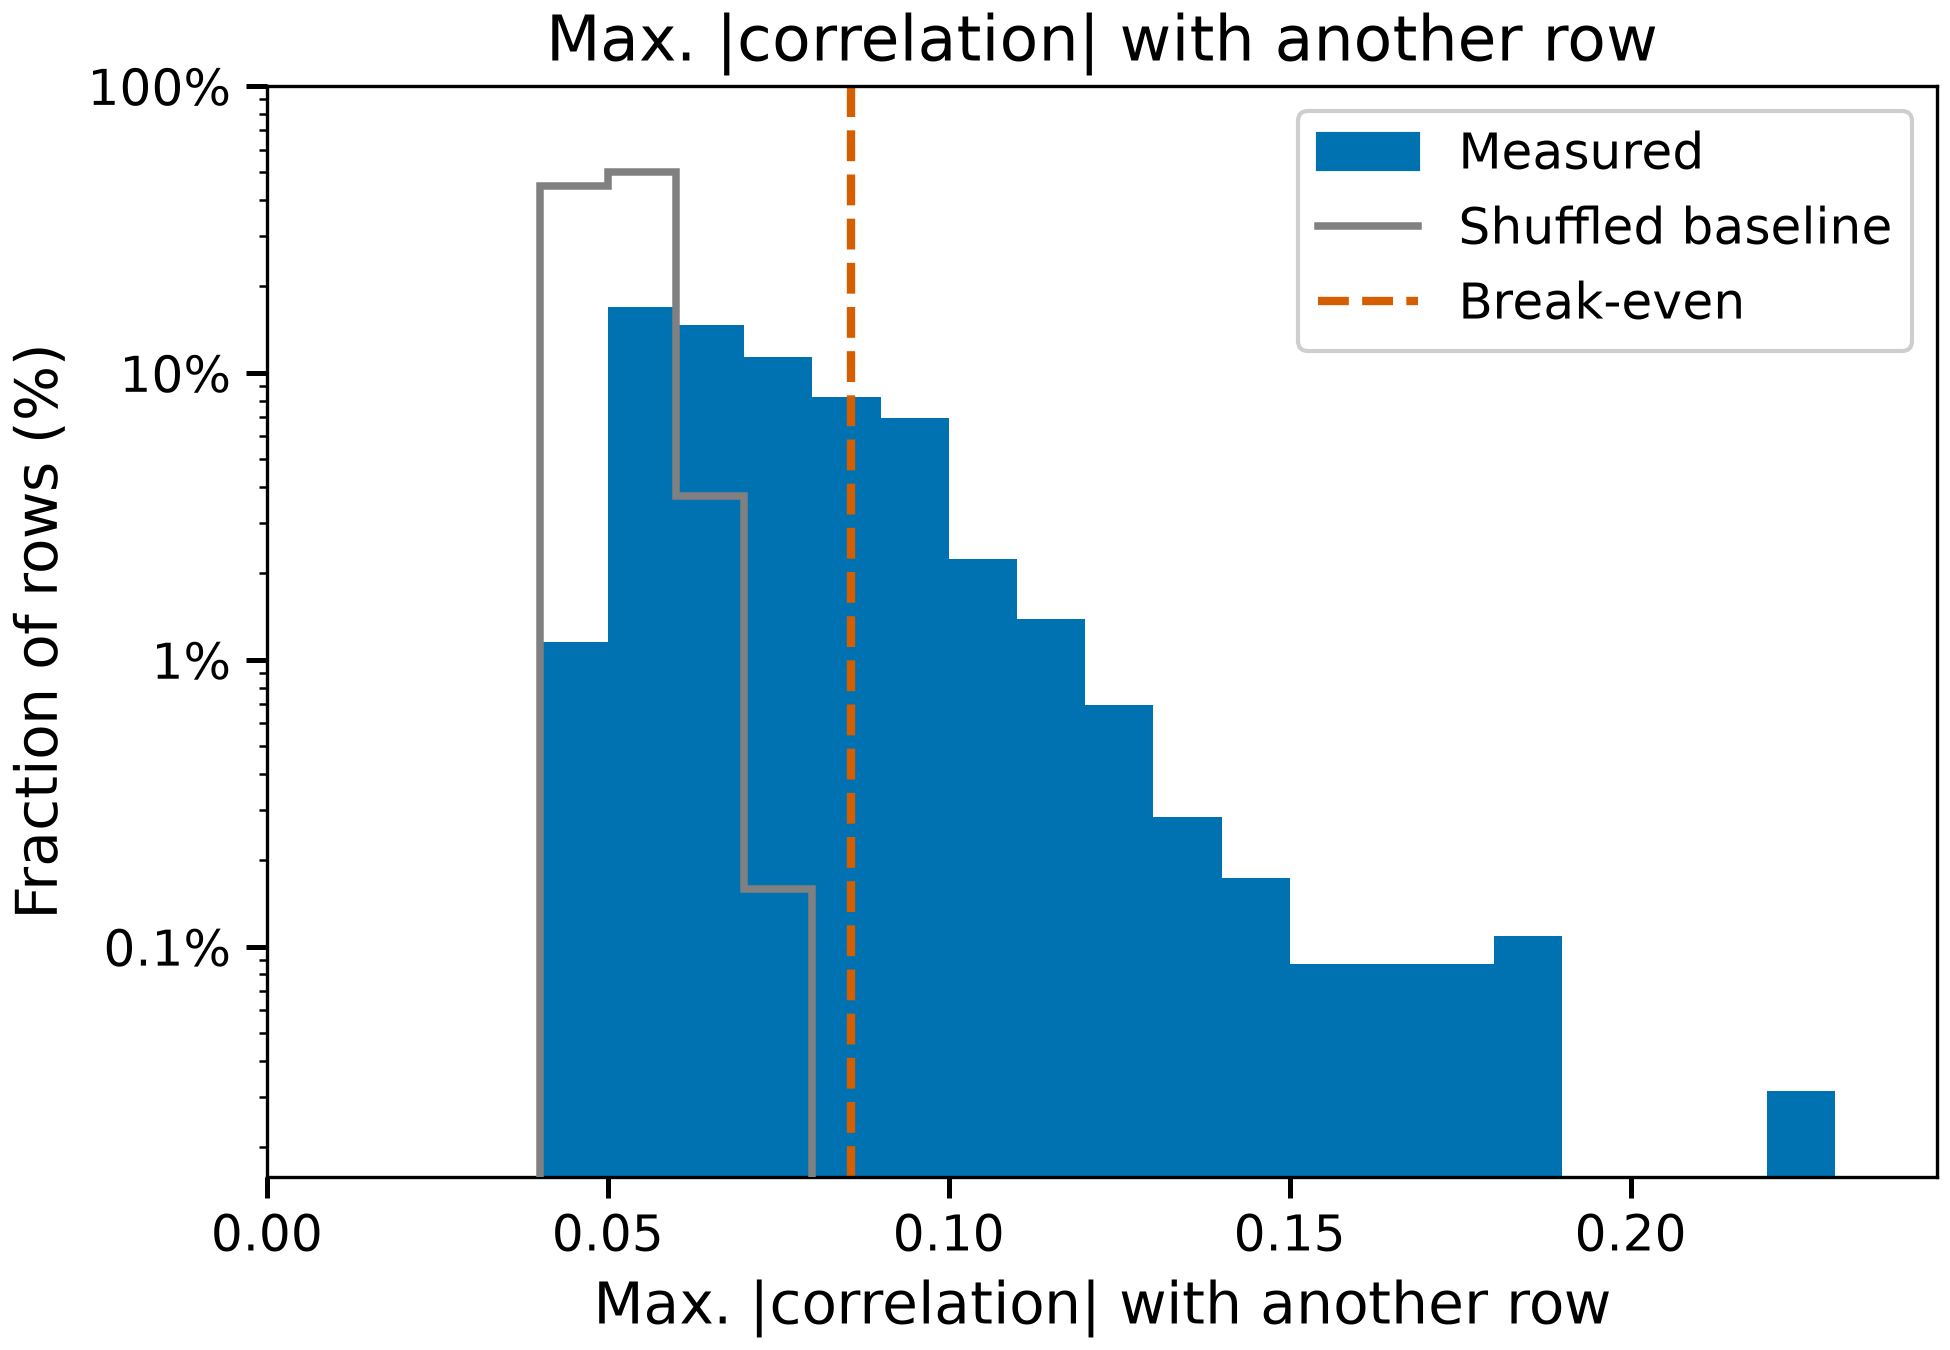 Max. |correlation| with another row
100%
10%
1%
0.1%
Fraction of rows (%)
Measured
Shuffled baseline
Break-even
0.00 0.05 0.10 0.15 0.20
Max. |correlation| with another row